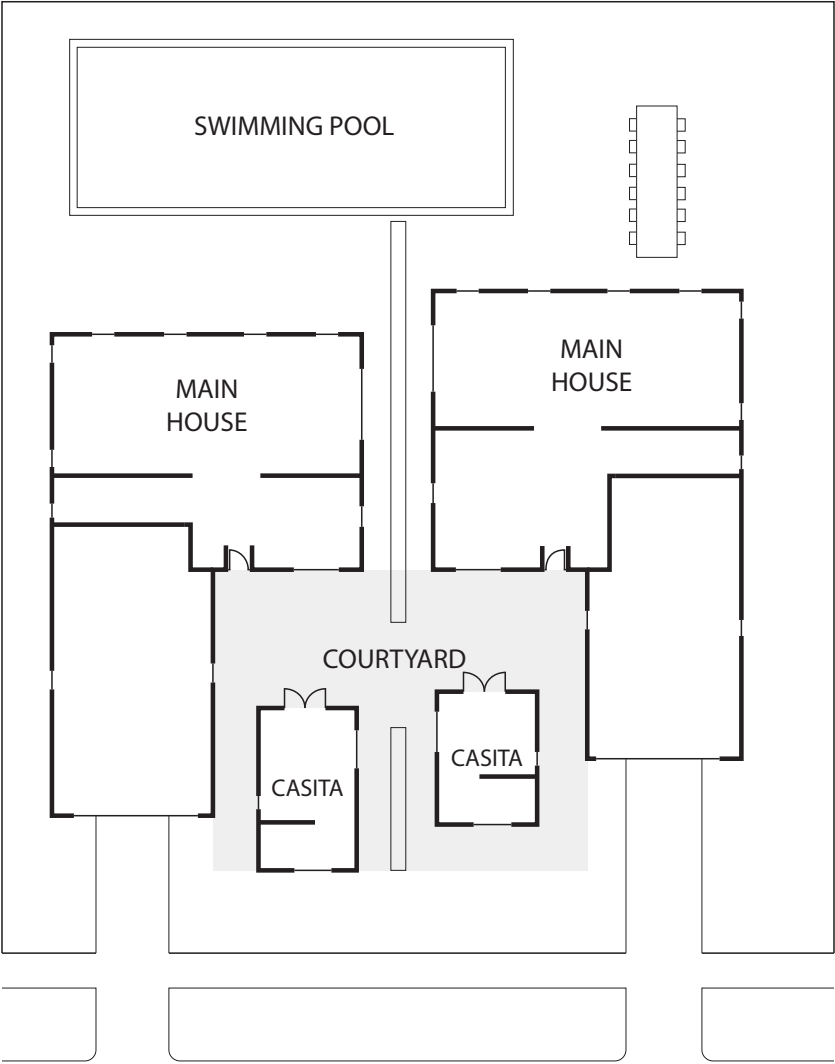 SWIMMING POOL
MAIN
HOUSE
MAIN
HOUSE
COURTYARD
CASITA
CASITA